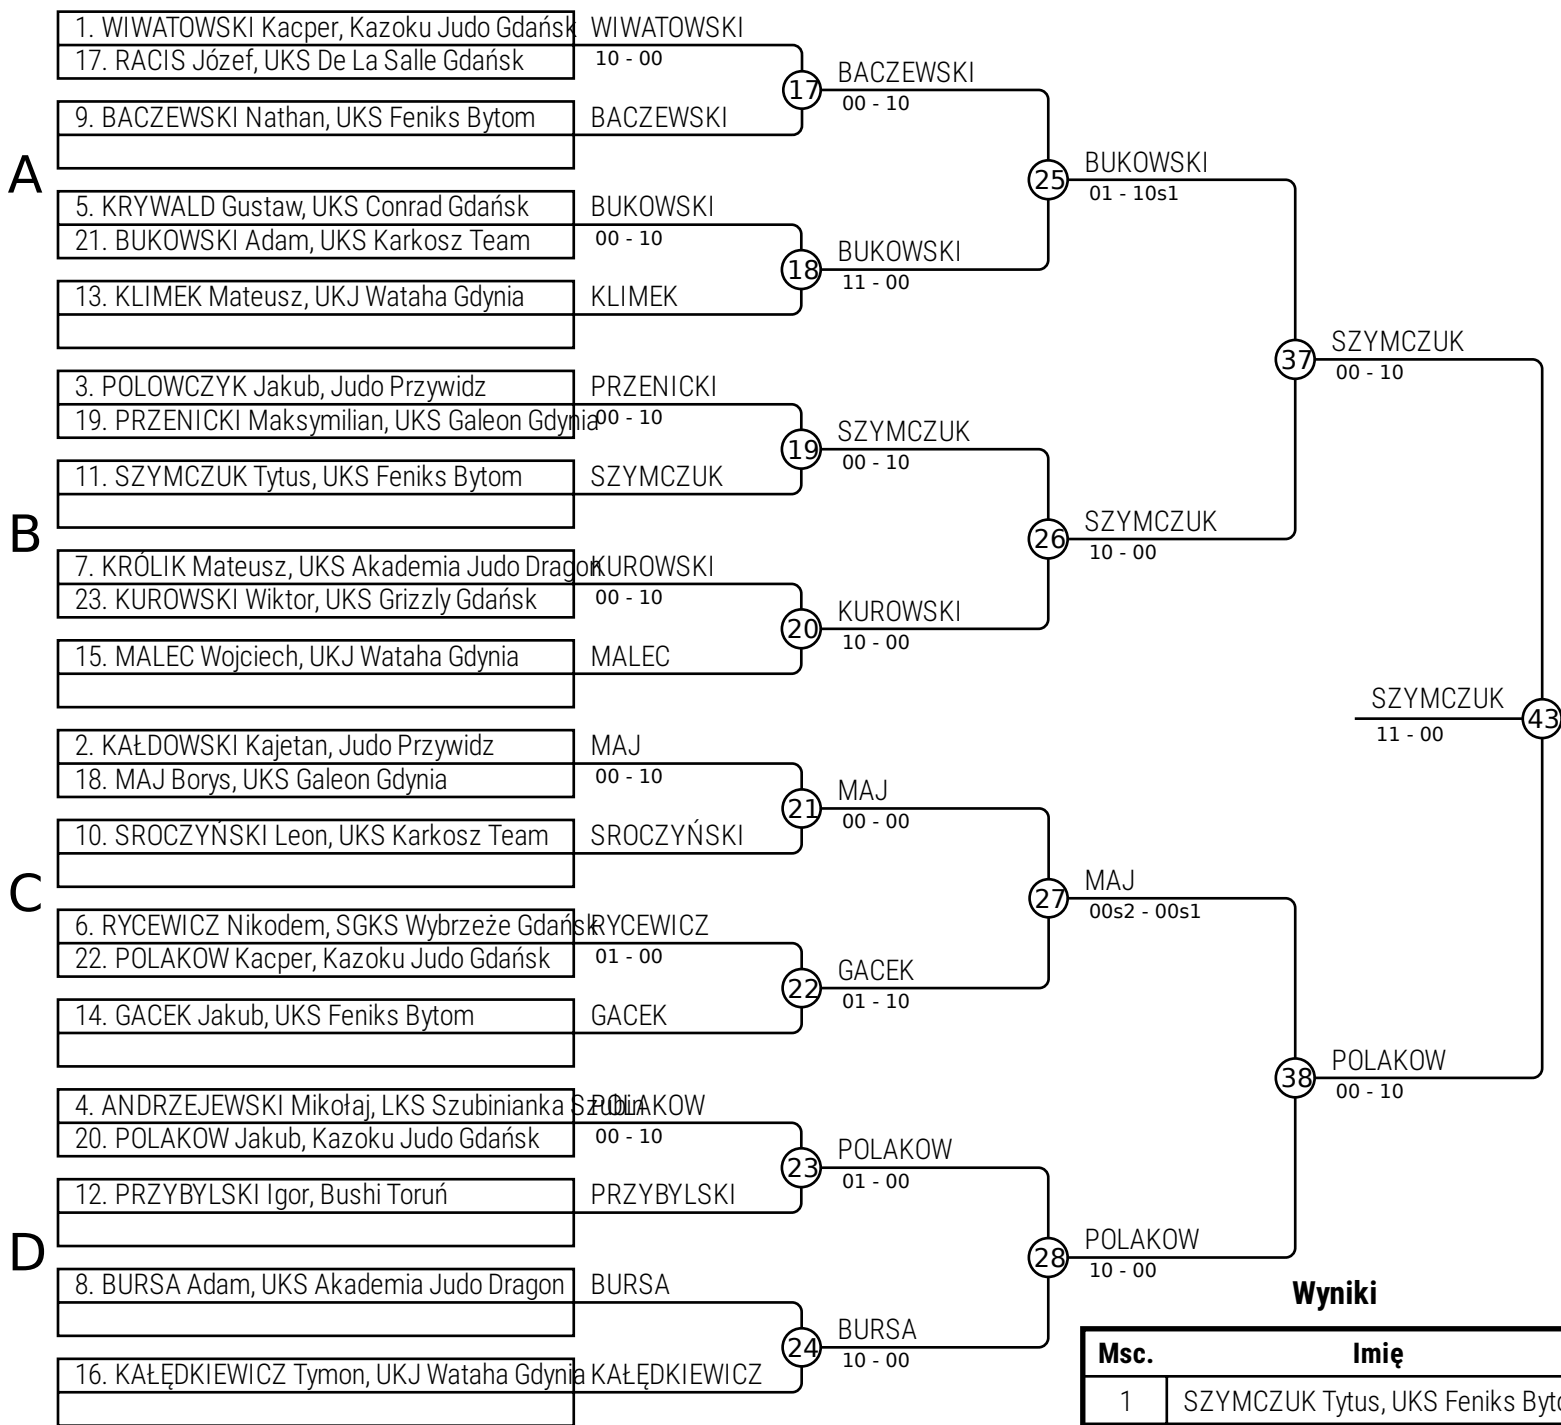 1. WIWATOWSKI Kacper, Kazoku Judo Gdańsk
17. RACIS Józef, UKS De La Salle Gdańsk
WIWATOWSKI
10 - 00
9. BACZEWSKI Nathan, UKS Feniks Bytom
BACZEWSKI
17
BACZEWSKI
00 - 10
A
5. KRYWALD Gustaw, UKS Conrad Gdańsk
21. BUKOWSKI Adam, UKS Karkosz Team
BUKOWSKI
00 - 10
13. KLIMEK Mateusz, UKJ Wataha Gdynia
KLIMEK
18
BUKOWSKI
11 - 00
25
BUKOWSKI
01 - 10s1
3. POLOWCZYK Jakub, Judo Przywidz
19. PRZENICKI Maksymilian, UKS Galeon Gdynia
PRZENICKI
00 - 10
11. SZYMCZUK Tytus, UKS Feniks Bytom
SZYMCZUK
19
SZYMCZUK
00 - 10
B
7. KRÓLIK Mateusz, UKS Akademia Judo Dragon
23. KUROWSKI Wiktor, UKS Grizzly Gdańsk
KUROWSKI
00 - 10
15. MALEC Wojciech, UKJ Wataha Gdynia
MALEC
20
KUROWSKI
10 - 00
26
SZYMCZUK
10 - 00
37
SZYMCZUK
00 - 10
2. KAŁDOWSKI Kajetan, Judo Przywidz
18. MAJ Borys, UKS Galeon Gdynia
MAJ
00 - 10
10. SROCZYŃSKI Leon, UKS Karkosz Team
SROCZYŃSKI
21
MAJ
00 - 00
C
6. RYCEWICZ Nikodem, SGKS Wybrzeże Gdańsk
22. POLAKOW Kacper, Kazoku Judo Gdańsk
RYCEWICZ
01 - 00
14. GACEK Jakub, UKS Feniks Bytom
GACEK
22
GACEK
01 - 10
27
MAJ
00s2 - 00s1
4. ANDRZEJEWSKI Mikołaj, LKS Szubinianka Szubin
20. POLAKOW Jakub, Kazoku Judo Gdańsk
POLAKOW
00 - 10
12. PRZYBYLSKI Igor, Bushi Toruń
PRZYBYLSKI
23
POLAKOW
01 - 00
D
8. BURSA Adam, UKS Akademia Judo Dragon
BURSA
16. KAŁĘDKIEWICZ Tymon, UKJ Wataha Gdynia
KAŁĘDKIEWICZ
24
BURSA
10 - 00
28
POLAKOW
10 - 00
38
POLAKOW
00 - 10
SZYMCZUK
11 - 00
43
Wyniki
Msc. Imię
1 SZYMCZUK Tytus, UKS Feniks Byto